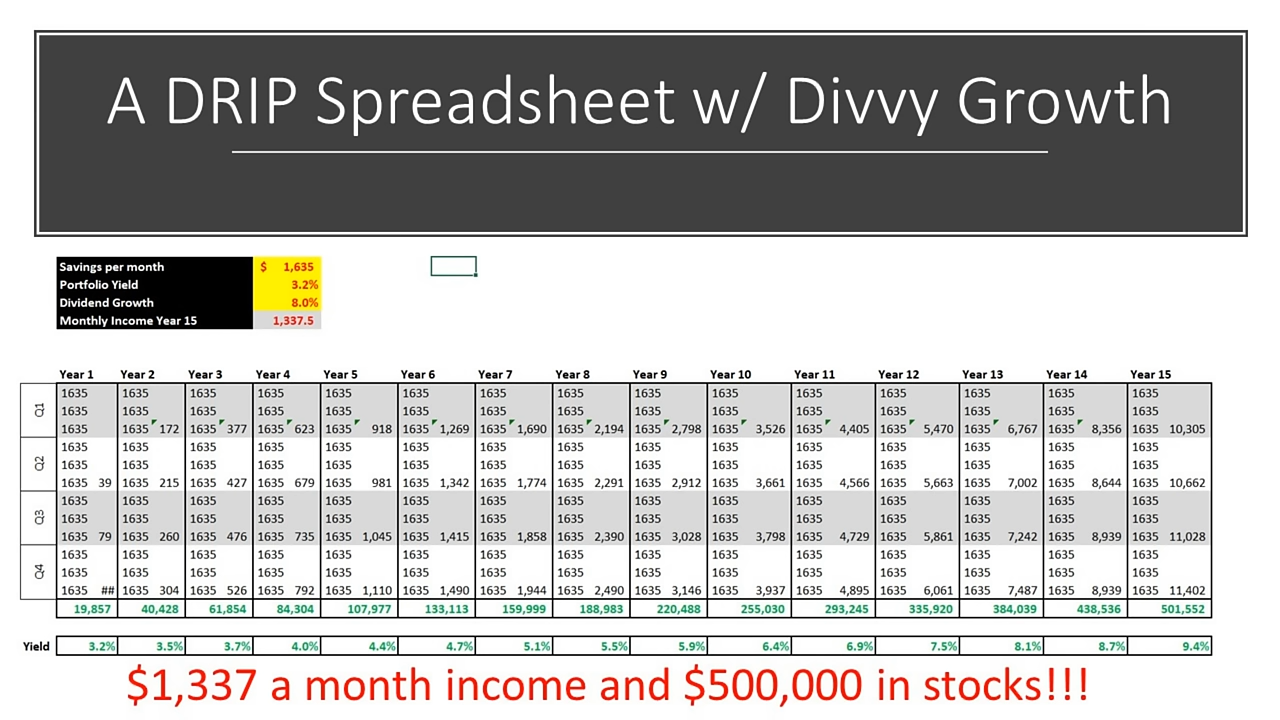 A DRIP Spreadsheet w/ Divvy Growth
Savings per month $ 1,635
Portfolio Yield 3.2%
Dividend Growth 8.0%
Monthly Income Year 15 1,337.5
Year 1 Year 2 Year 3 Year 4 Year 5 Year 6 Year 7 Year 8 Year 9 Year 10 Year 11 Year 12 Year 13 Year 14 Year 15
Q1
1635 1635 1635 1635 1635 1635 1635 1635 1635 1635 1635 1635 1635 1635 1635
1635 1635 1635 1635 1635 1635 1635 1635 1635 1635 1635 1635 1635 1635 1635
1635 1635 172 1635 377 1635 623 1635 918 1635 1,269 1635 1,690 1635 2,194 1635 2,798 1635 3,526 1635 4,405 1635 5,470 1635 6,767 1635 8,356 1635 10,305
Q2
1635 1635 1635 1635 1635 1635 1635 1635 1635 1635 1635 1635 1635 1635 1635
1635 1635 1635 1635 1635 1635 1635 1635 1635 1635 1635 1635 1635 1635 1635
1635 39 1635 215 1635 427 1635 679 1635 981 1635 1,342 1635 1,774 1635 2,291 1635 2,912 1635 3,661 1635 4,566 1635 5,663 1635 7,002 1635 8,644 1635 10,662
Q3
1635 1635 1635 1635 1635 1635 1635 1635 1635 1635 1635 1635 1635 1635 1635
1635 1635 1635 1635 1635 1635 1635 1635 1635 1635 1635 1635 1635 1635 1635
1635 79 1635 260 1635 476 1635 735 1635 1,045 1635 1,415 1635 1,858 1635 2,390 1635 3,028 1635 3,798 1635 4,729 1635 5,861 1635 7,242 1635 8,939 1635 11,028
Q4
1635 1635 1635 1635 1635 1635 1635 1635 1635 1635 1635 1635 1635 1635 1635
1635 1635 1635 1635 1635 1635 1635 1635 1635 1635 1635 1635 1635 1635 1635
1635 ## 1635 304 1635 526 1635 792 1635 1,110 1635 1,490 1635 1,944 1635 2,490 1635 3,146 1635 3,937 1635 4,895 1635 6,061 1635 7,487 1635 8,939 1635 11,402
19,857 40,428 61,854 84,304 107,977 133,113 159,999 188,983 220,488 255,030 293,245 335,920 384,039 438,536 501,552
Yield 3.2% 3.5% 3.7% 4.0% 4.4% 4.7% 5.1% 5.5% 5.9% 6.4% 6.9% 7.5% 8.1% 8.7% 9.4%
$1,337 a month income and $500,000 in stocks!!!